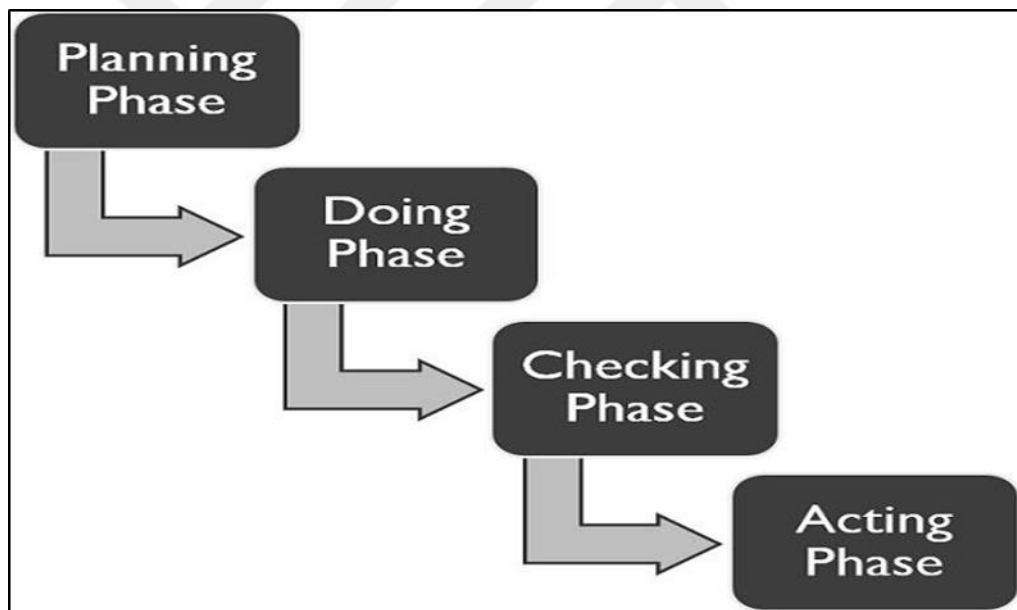 Planning
Phase
Doing
Phase
Checking
Phase
Acting
Phase